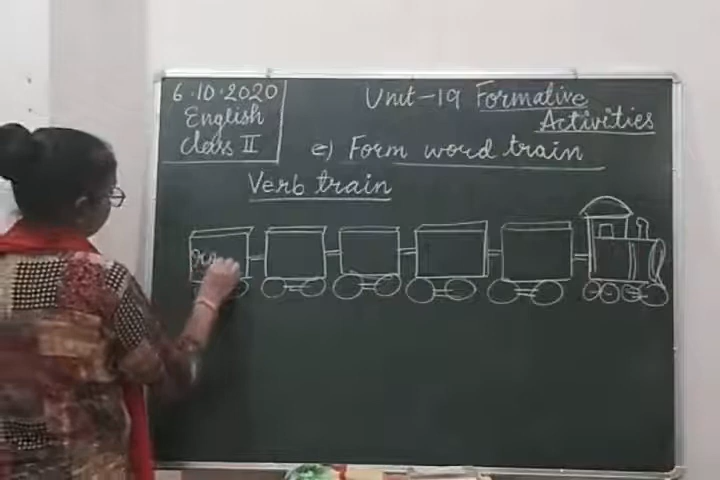 6.10.2020
English
Class II
Unit-19 Formative
Activities
e) Form word train
Verb train